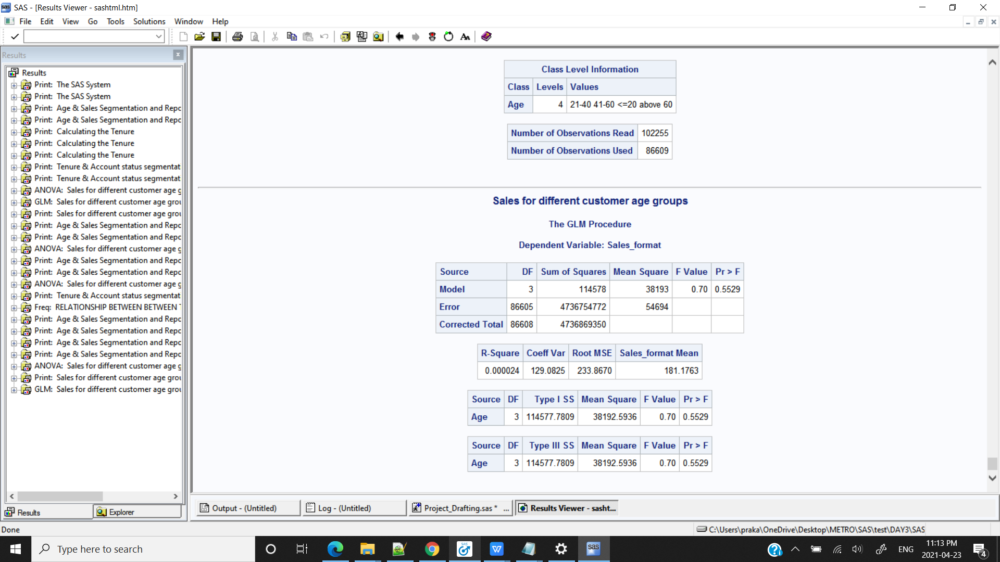 SAS - [Results Viewer - sashtml.htm]
File Edit View Go Tools Solutions Window Help
Results
Results
Print: The SAS System
Print: The SAS System
Print: Age & Sales Segmentation and Repc
Print: Age & Sales Segmentation and Repc
Print: Calculating the Tenure
Print: Calculating the Tenure
Print: Calculating the Tenure
Print: Tenure & Account status segmentat
Print: Tenure & Account status segmentat
ANOVA: Sales for different customer age g
GLM: Sales for different customer age grou
Print: Sales for different customer age grou
Print: Age & Sales Segmentation and Repc
Print: Age & Sales Segmentation and Repc
ANOVA: Sales for different customer age g
Print: Age & Sales Segmentation and Repc
Print: Age & Sales Segmentation and Repc
ANOVA: Sales for different customer age g
Print: Tenure & Account status segmentat
Freq: RELATIONSHIP BETWEEN BETWEEN
Print: Age & Sales Segmentation and Repc
Print: Age & Sales Segmentation and Repc
Print: Age & Sales Segmentation and Repc
Print: Age & Sales Segmentation and Repc
ANOVA: Sales for different customer age g
Print: Sales for different customer age grou
GLM: Sales for different customer age grou
Results Explorer
Class Level Information
Class Levels Values
Age 4 21-40 41-60 <=20 above 60
Number of Observations Read 102255
Number of Observations Used 86609
Sales for different customer age groups
The GLM Procedure
Dependent Variable: Sales_format
Source DF Sum of Squares Mean Square F Value Pr > F
Model 3 114578 38193 0.70 0.5529
Error 86605 4736754772 54694
Corrected Total 86608 4736869350
R-Square Coeff Var Root MSE Sales_format Mean
0.000024 129.0825 233.8670 181.1763
Source DF Type I SS Mean Square F Value Pr > F
Age 3 114577.7809 38192.5936 0.70 0.5529
Source DF Type III SS Mean Square F Value Pr > F
Age 3 114577.7809 38192.5936 0.70 0.5529
Output - (Untitled) Log - (Untitled) Project_Drafting.sas * ... Results Viewer - sasht...
Done C:\Users\praka\OneDrive\Desktop\METRO\SAS\test\DAY3\SAS
Type here to search
ENG
11:13 PM
2021-04-23
4